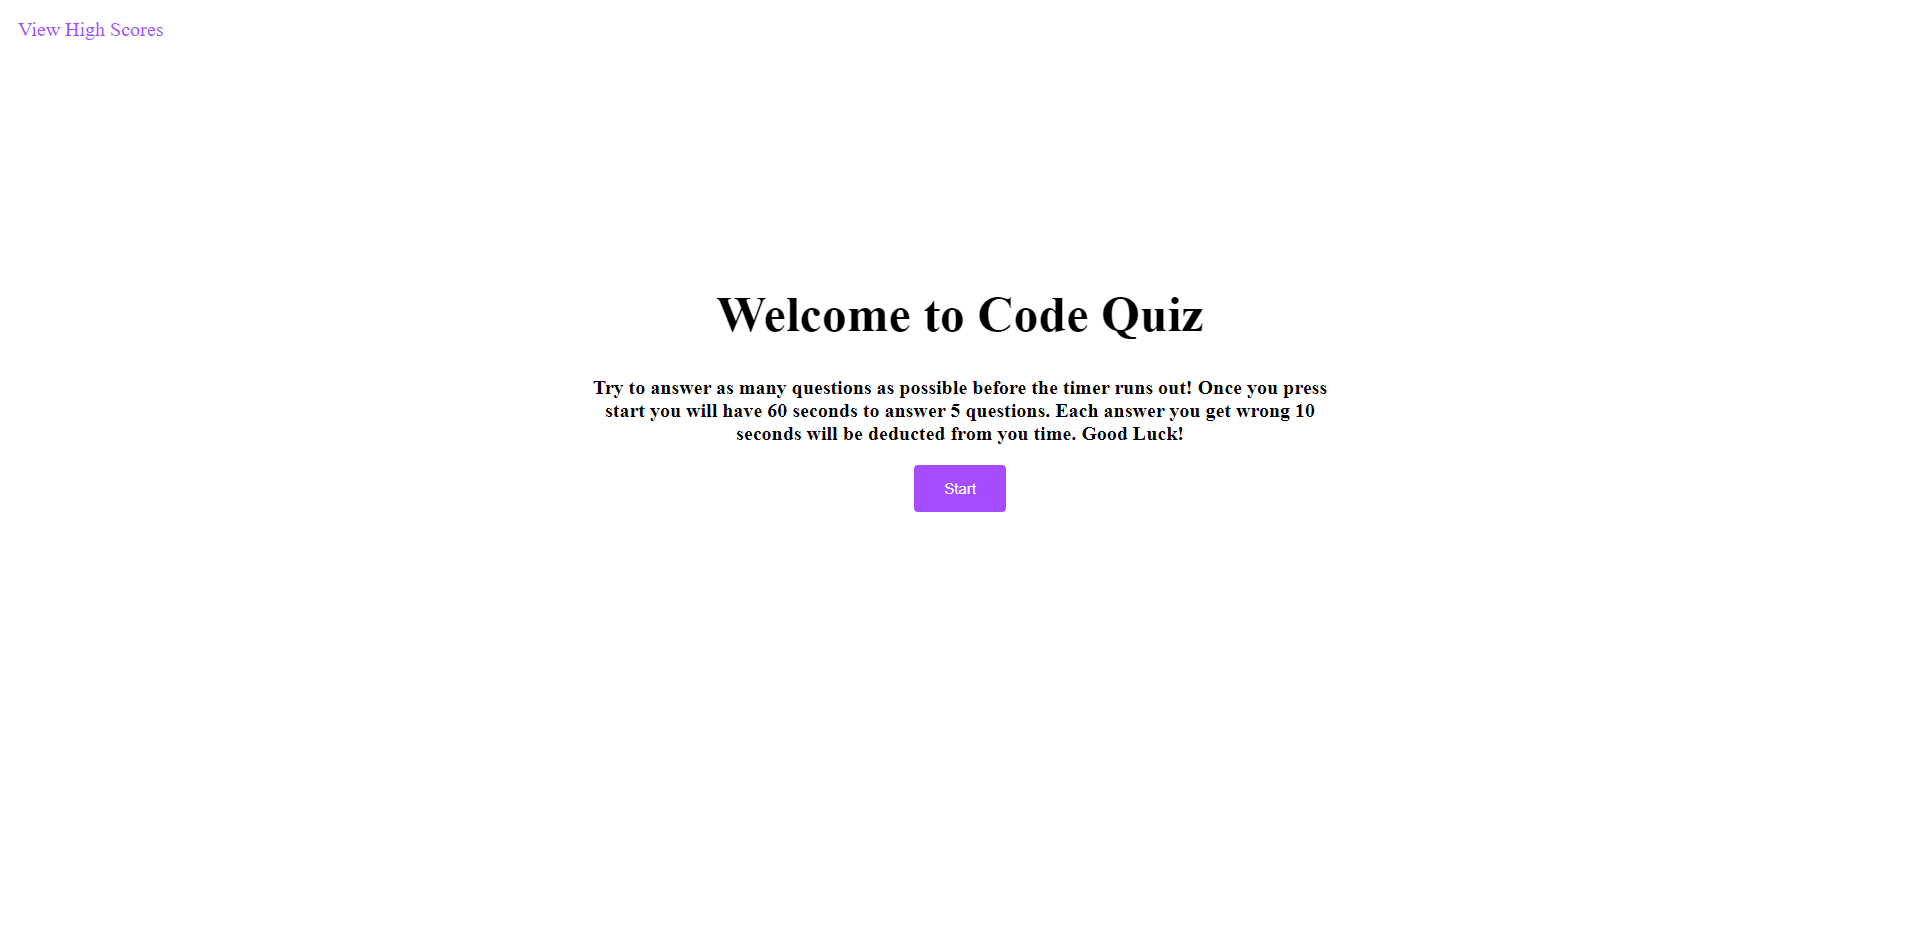 View High Scores
Welcome to Code Quiz
Try to answer as many questions as possible before the timer runs out! Once you press
start you will have 60 seconds to answer 5 questions. Each answer you get wrong 10
seconds will be deducted from you time. Good Luck!
Start